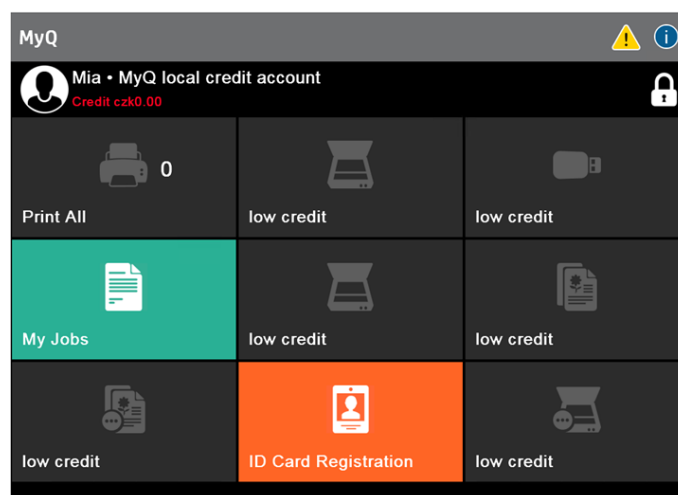 MyQ
Mia • MyQ local credit account
Credit czk0.00
0
Print All
low credit
low credit
My Jobs
low credit
low credit
low credit
ID Card Registration
low credit